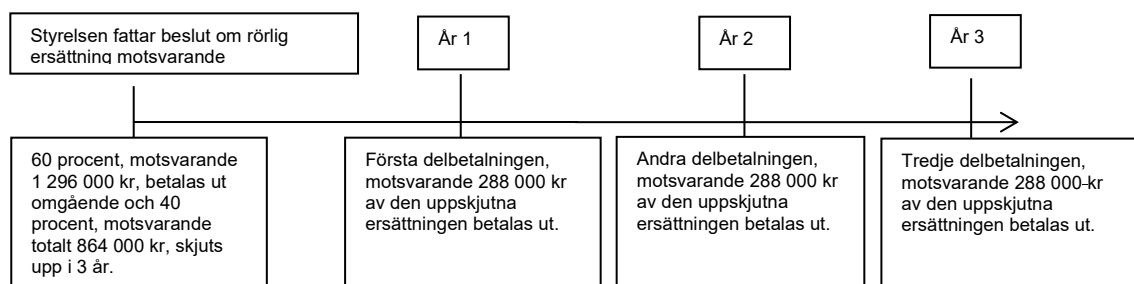 Styrelsen fattar beslut om rörlig
ersättning motsvarande
År 1
År 2
År 3
60 procent, motsvarande
1 296 000 kr, betalas ut
omgående och 40
procent, motsvarande
totalt 864 000 kr, skjuts
upp i 3 år.
Första delbetalningen,
motsvarande 288 000 kr
av den uppskjutna
ersättningen betalas ut.
Andra delbetalningen,
motsvarande 288 000 kr
av den uppskjutna
ersättningen betalas ut.
Tredje delbetalningen,
motsvarande 288 000-kr
av den uppskjutna
ersättningen betalas ut.